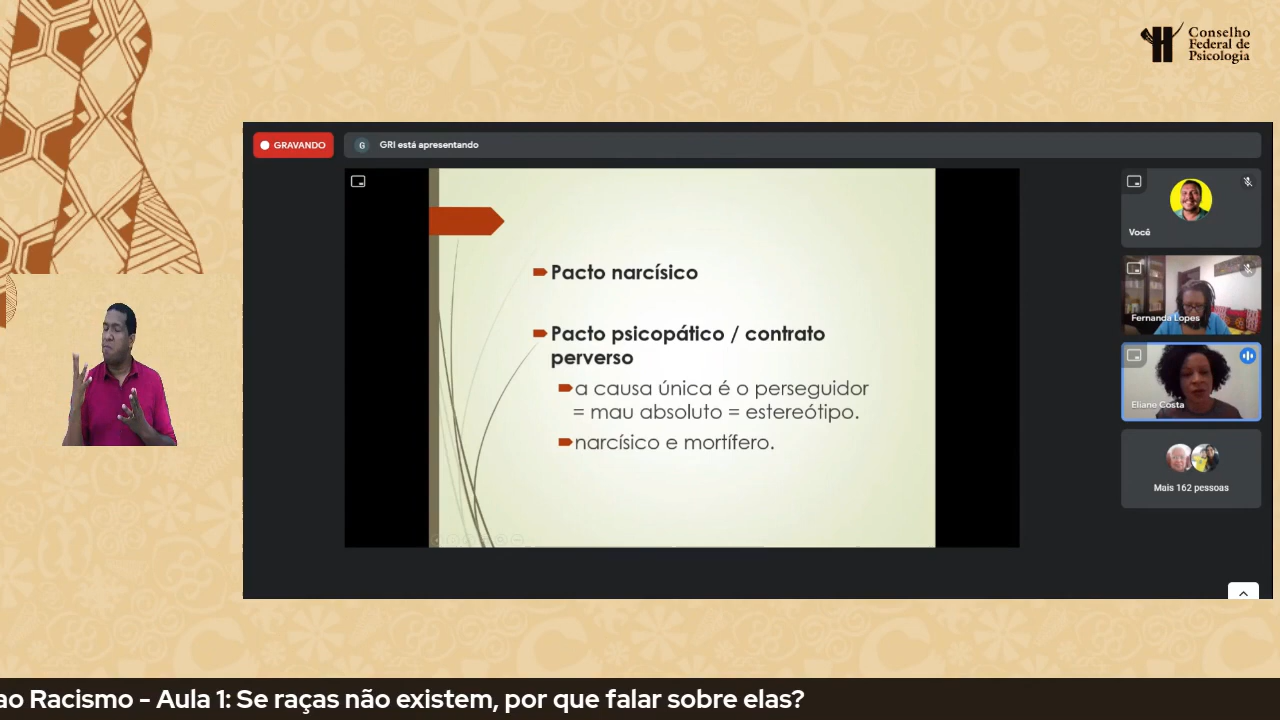 Conselho
Federal de
Psicologia
GRAVANDO
G
GRI está apresentando
Pacto narcísico
Pacto psicopático / contrato
perverso
a causa única é o perseguidor
= mau absoluto = estereótipo.
narcísico e mortífero.
Você
Fernanda Lopes
Eliane Costa
Mais 162 pessoas
ao Racismo - Aula 1: Se raças não existem, por que falar sobre elas?